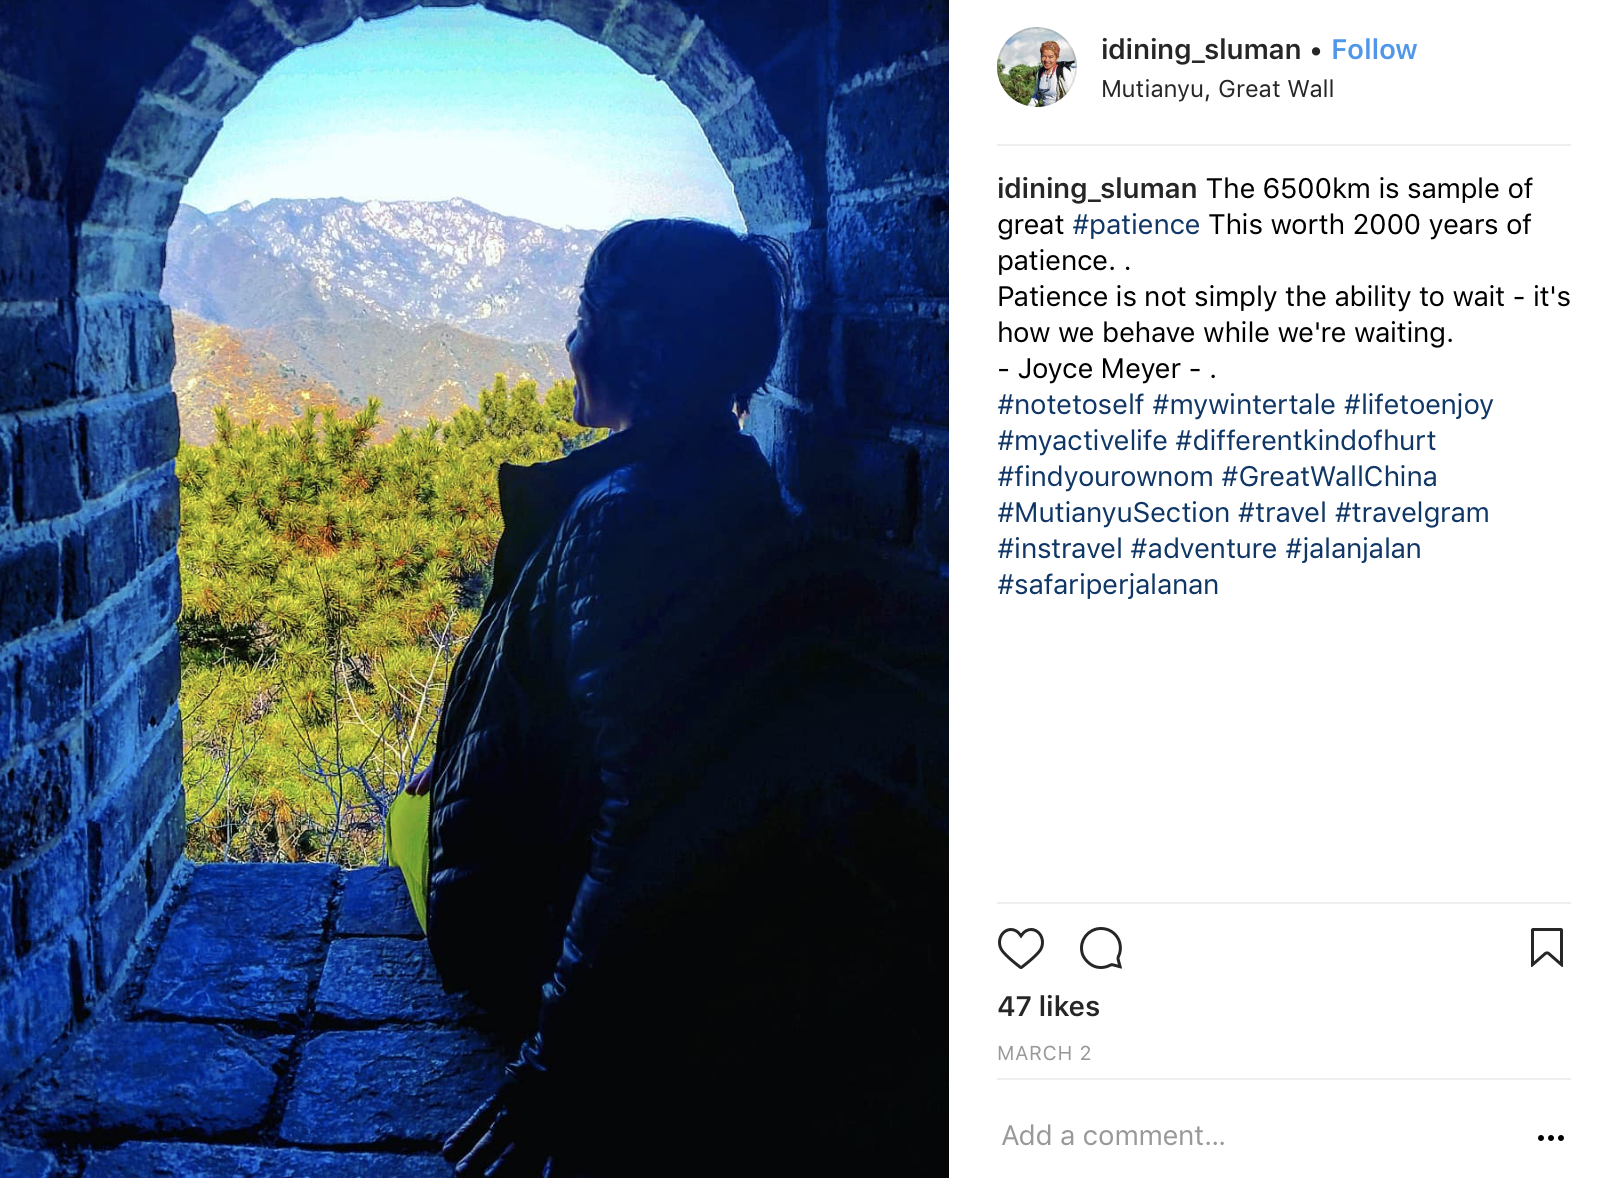 idining_sluman • Follow
Mutianyu, Great Wall
idining_sluman The 6500km is sample of
great #patience This worth 2000 years of
patience. .
Patience is not simply the ability to wait - it's
how we behave while we're waiting.
- Joyce Meyer - .
#notetoself #mywintertale #lifetoenjoy
#myactivelife #differentkindofhurt
#findyourownom #GreatWallChina
#MutianyuSection #travel #travelgram
#instravel #adventure #jalanjalan
#safariperjalanan
47 likes
MARCH 2
Add a comment...